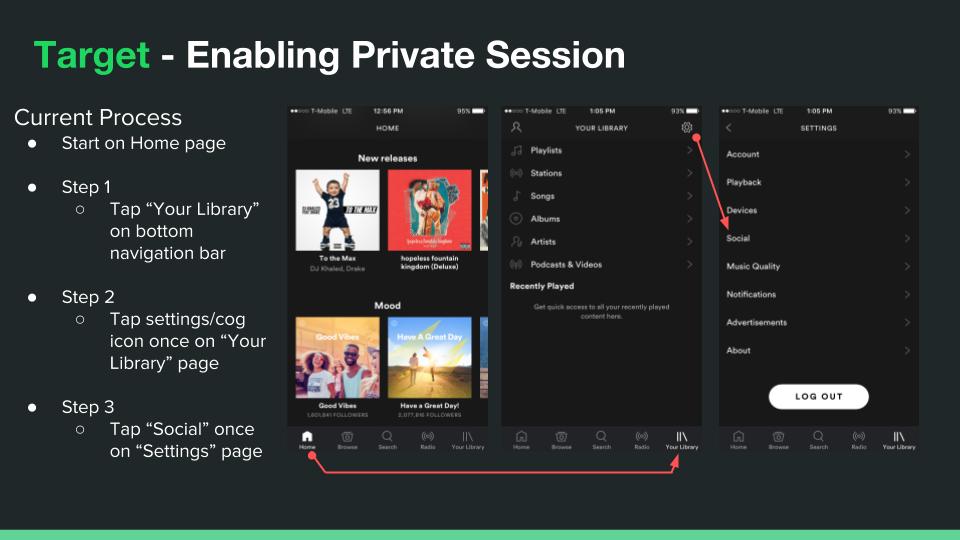 Target - Enabling Private Session
Current Process
● Start on Home page
● Step 1
○ Tap “Your Library”
on bottom
navigation bar
● Step 2
○ Tap settings/cog
icon once on “Your
Library” page
● Step 3
○ Tap “Social” once
on “Settings” page
T-Mobile LTE 12:56 PM 95%
HOME
New releases
23
TO THE MAX
To the Max
DJ Khaled, Drake
hopeless fountain
kingdom (Deluxe)
Mood
Good Vibes
Have A Great Day
Good Vibes
1,601,841 FOLLOWERS
Have a Great Day!
2,077,816 FOLLOWERS
Home Browse Search Radio Your Library
T-Mobile LTE 1:05 PM 93%
YOUR LIBRARY
Playlists
Stations
Songs
Albums
Artists
Podcasts & Videos
Recently Played
Get quick access to all your recently played
content here.
Home Browse Search Radio Your Library
T-Mobile LTE 1:05 PM 93%
SETTINGS
Account
Playback
Devices
Social
Music Quality
Notifications
Advertisements
About
LOG OUT
Home Browse Search Radio Your Library